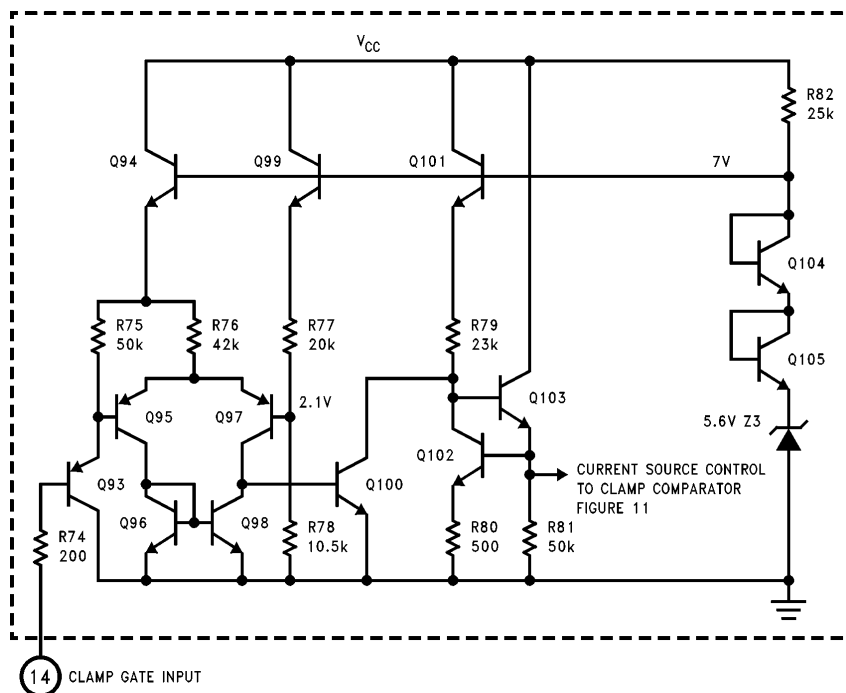 VCC
R82
25k
Q94
Q99
Q101
7V
Q104
R75
50k
R76
42k
R77
20k
R79
23k
Q105
Q95
Q97
2.1V
Q103
5.6V Z3
Q93
Q102
Q100
CURRENT SOURCE CONTROL
TO CLAMP COMPARATOR
FIGURE 11
R74
200
Q96
Q98
R78
10.5k
R80
500
R81
50k
14 CLAMP GATE INPUT